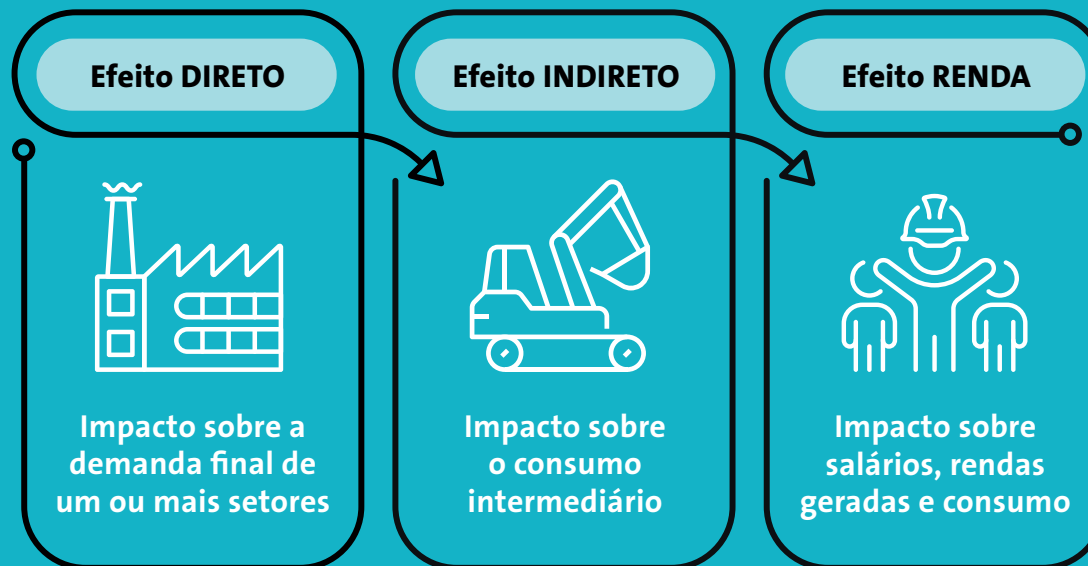 Efeito DIRETO
Impacto sobre a
demanda final de
um ou mais setores
Efeito INDIRETO
Impacto sobre
o consumo
intermediário
Efeito RENDA
Impacto sobre
salários, rendas
geradas e consumo